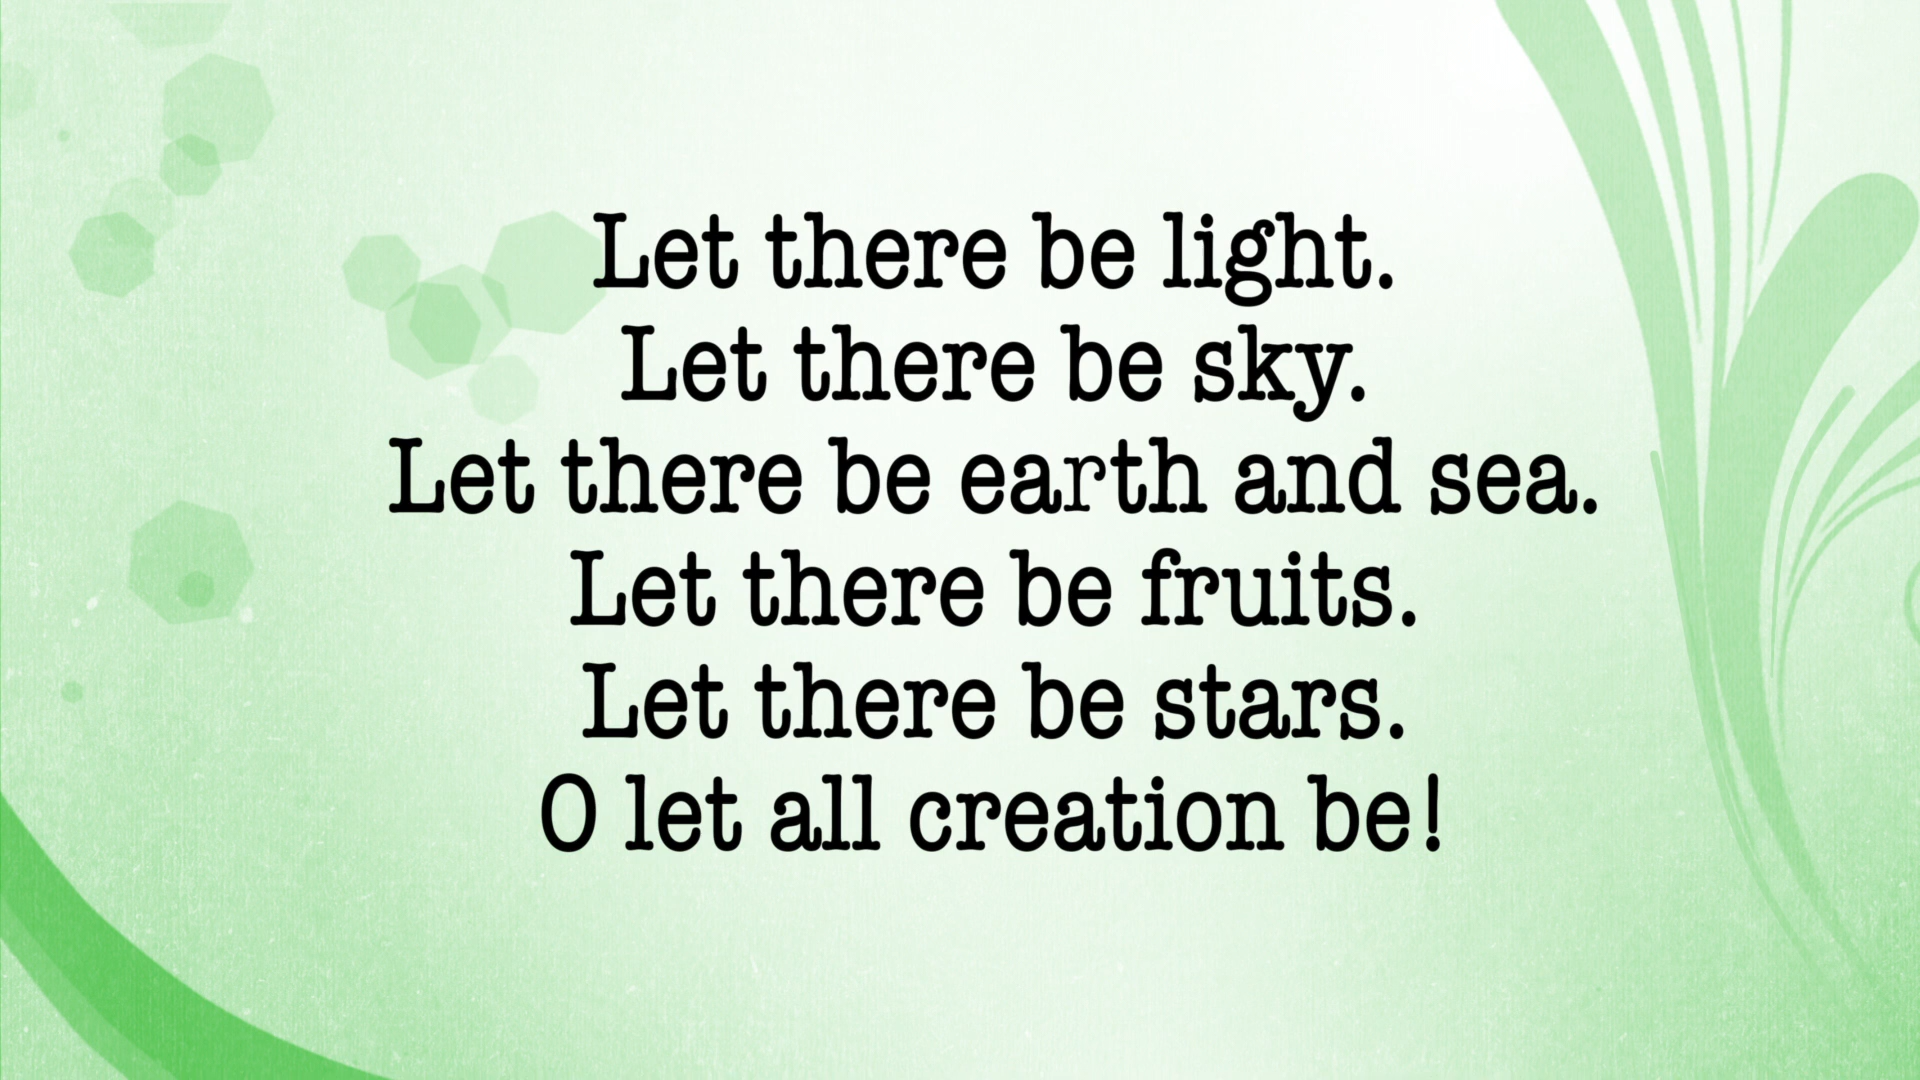 Let there be light.
Let there be sky.
Let there be earth and sea.
Let there be fruits.
Let there be stars.
O let all creation be!